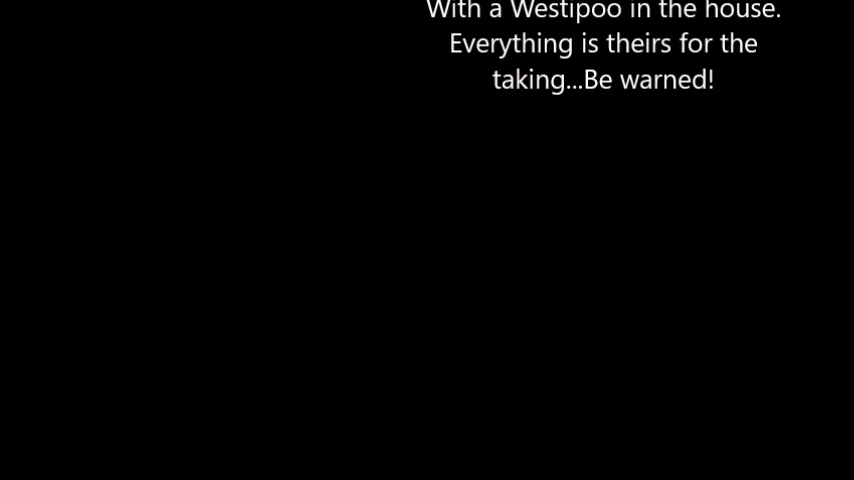 With a Westipoo in the house.
Everything is theirs for the
taking...Be warned!